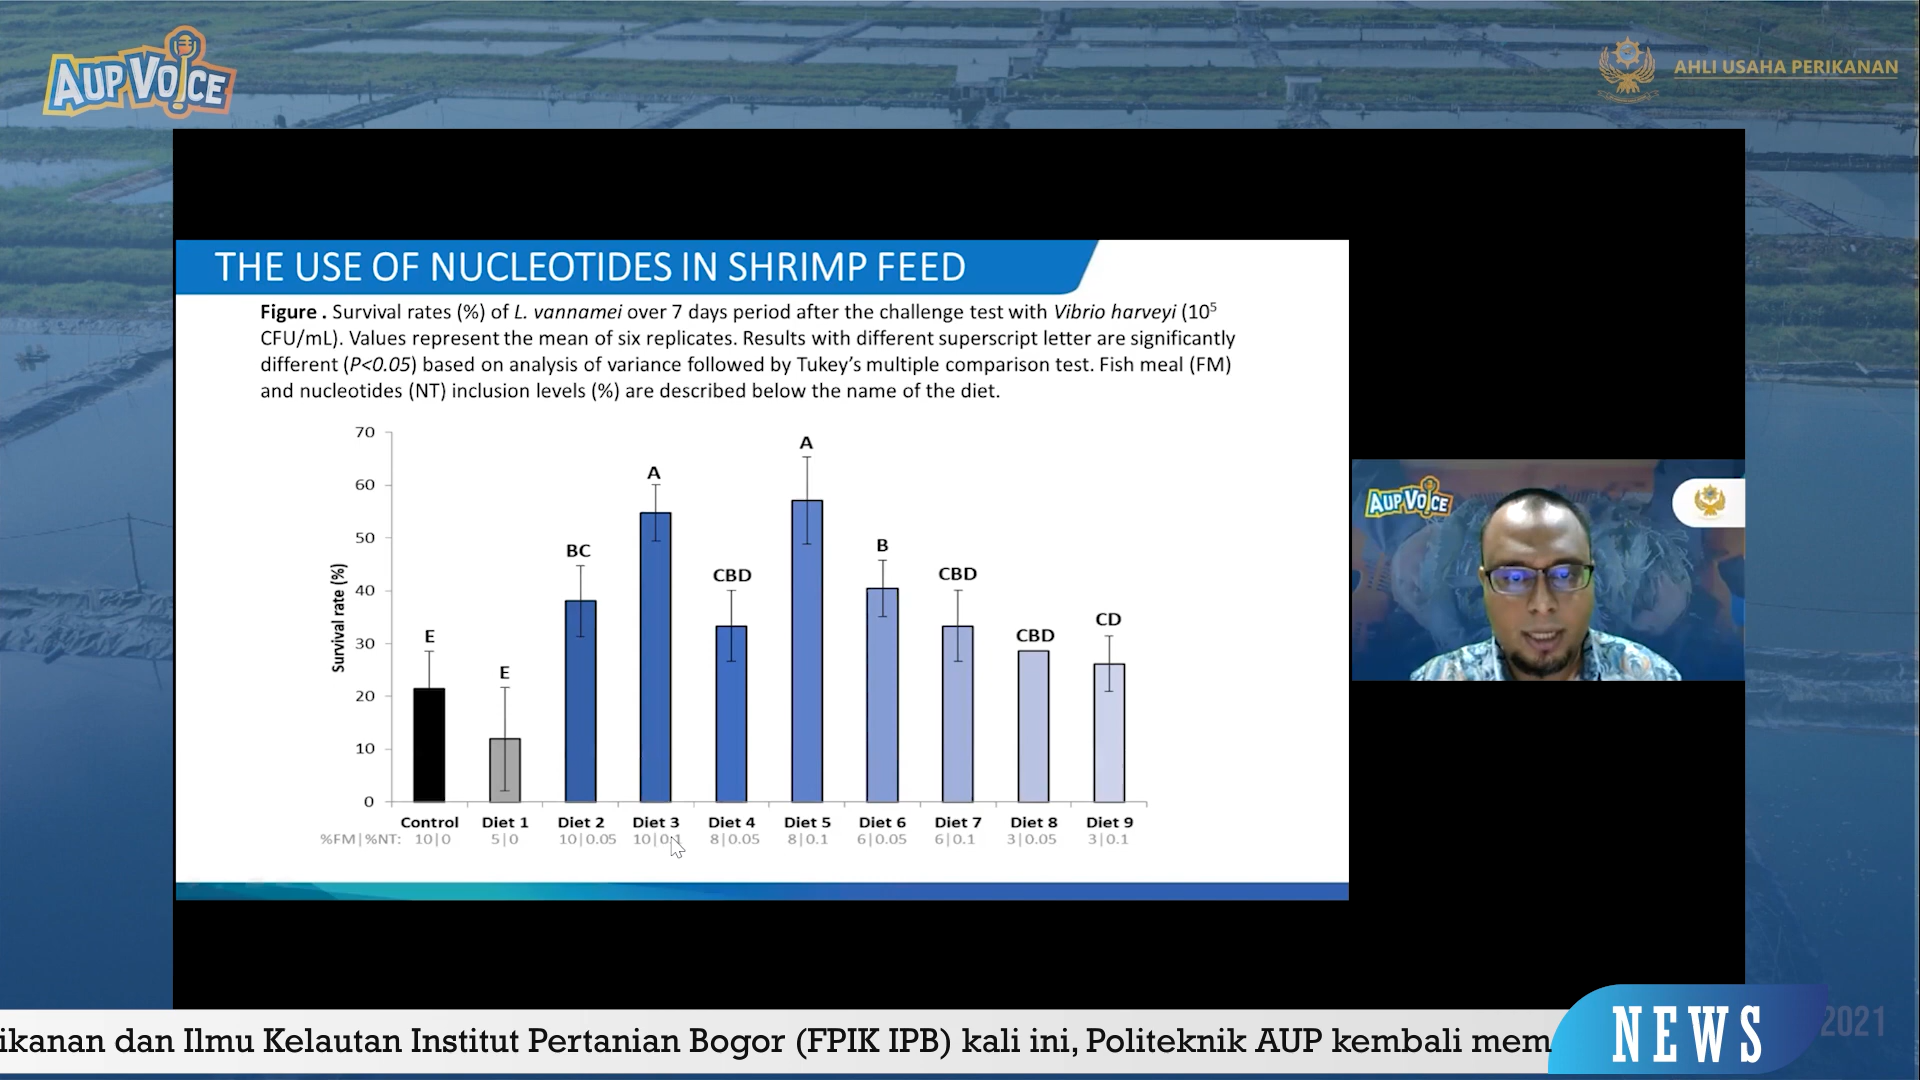 AUP VOICE
AHLI USAHA PERIKANAN
THE USE OF NUCLEOTIDES IN SHRIMP FEED
Figure . Survival rates (%) of L. vannamei over 7 days period after the challenge test with Vibrio harveyi (10⁵
CFU/mL). Values represent the mean of six replicates. Results with different superscript letter are significantly
different (P<0.05) based on analysis of variance followed by Tukey's multiple comparison test. Fish meal (FM)
and nucleotides (NT) inclusion levels (%) are described below the name of the diet.
Survival rate (%)
70
60
50
40
30
20
10
0
E
E
BC
A
CBD
A
B
CBD
CBD
CD
Control Diet 1 Diet 2 Diet 3 Diet 4 Diet 5 Diet 6 Diet 7 Diet 8 Diet 9
%FM|%NT: 10|0 5|0 10|0.05 10|0.1 8|0.05 8|0.1 6|0.05 6|0.1 3|0.05 3|0.1
AUP VOICE
ikanan dan Ilmu Kelautan Institut Pertanian Bogor (FPIK IPB) kali ini, Politeknik AUP kembali mem
NEWS
2021